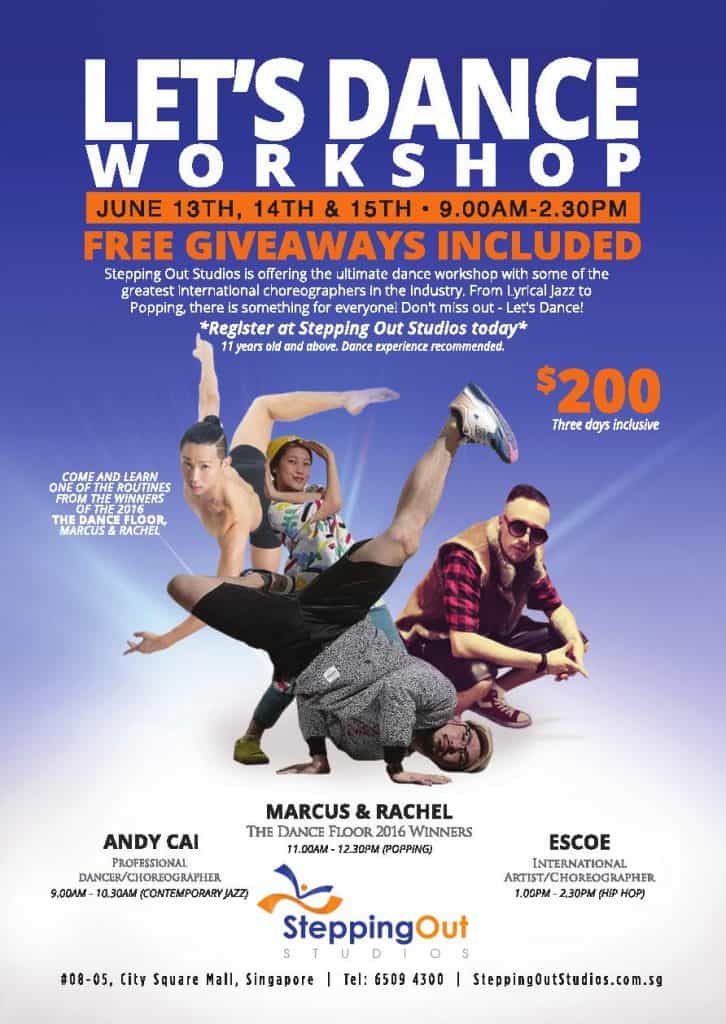 LET'S DANCE
WORKSHOP
JUNE 13TH, 14TH & 15TH • 9.00AM-2.30PM
FREE GIVEAWAYS INCLUDED
Stepping Out Studios is offering the ultimate dance workshop with some of the
greatest international choreographers in the industry. From Lyrical Jazz to
Popping, there is something for everyone! Don't miss out - Let's Dance!
*Register at Stepping Out Studios today*
11 years old and above. Dance experience recommended.
$200
Three days inclusive
COME AND LEARN
ONE OF THE ROUTINES
FROM THE WINNERS
OF THE 2016
THE DANCE FLOOR,
MARCUS & RACHEL
MARCUS & RACHEL
THE DANCE FLOOR 2016 WINNERS
11.00AM - 12.30PM (POPPING)
ANDY CAI
PROFESSIONAL
DANCER/CHOREOGRAPHER
9.00AM - 10.30AM (CONTEMPORARY JAZZ)
ESCOE
INTERNATIONAL
ARTIST/CHOREOGRAPHER
1.00PM - 2.30PM (HIP HOP)
SteppingOut
STUDIOS
#08-05, City Square Mall, Singapore | Tel: 6509 4300 | SteppingOutStudios.com.sg